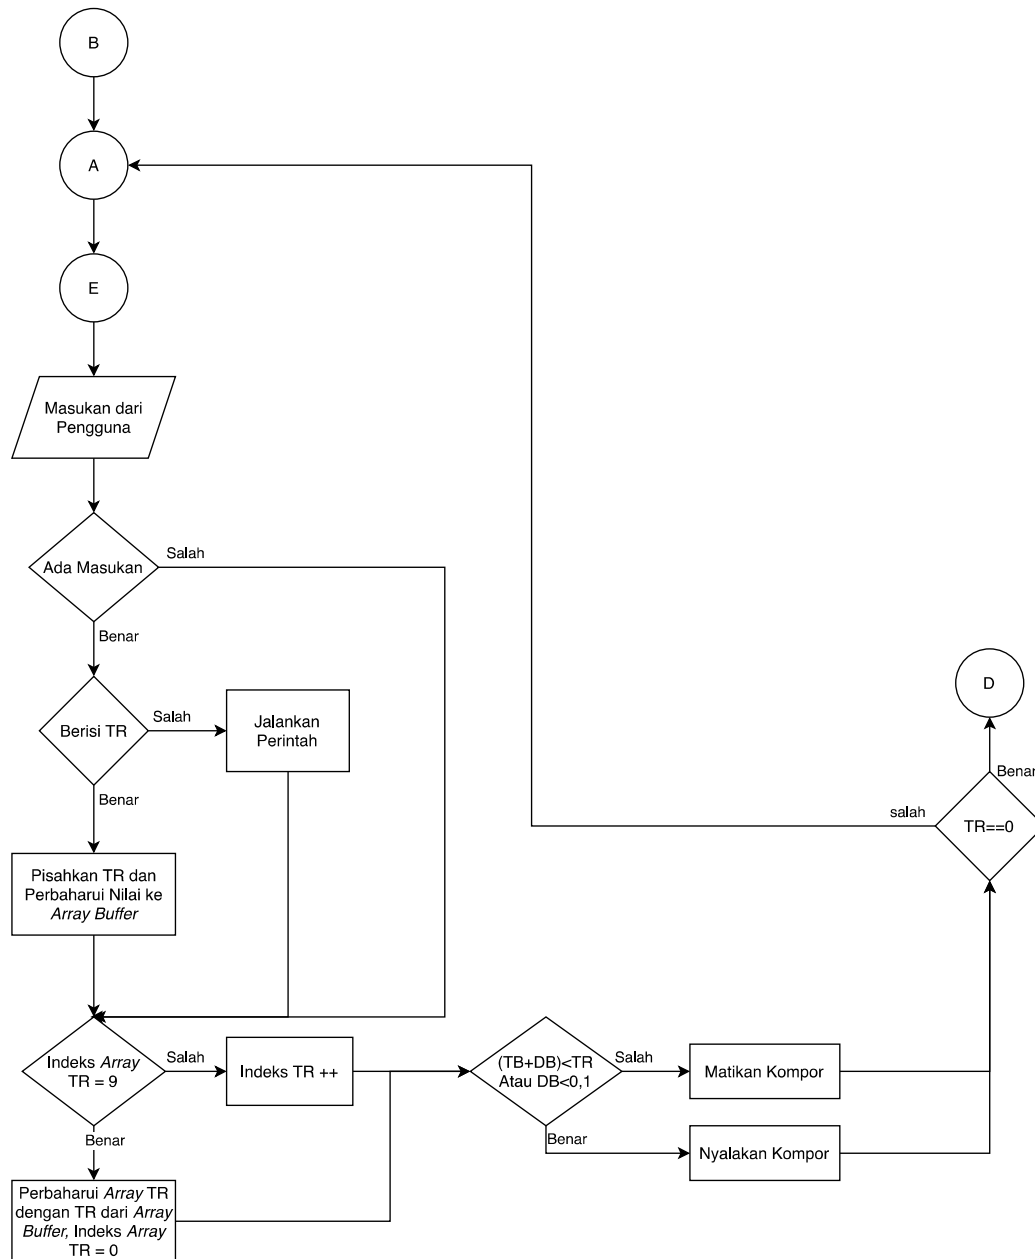 B
A
E
Masukan dari
Pengguna
Ada Masukan
Salah
Benar
Berisi TR
Salah
Jalankan
Perintah
Benar
Pisahkan TR dan
Perbaharui Nilai ke
Array Buffer
Indeks Array
TR = 9
Salah
Indeks TR ++
Benar
Perbaharui Array TR
dengan TR dari Array
Buffer, Indeks Array
TR = 0
(TB+DB)<TR
Atau DB<0,1
Salah
Matikan Kompor
Benar
Nyalakan Kompor
D
Benar
salah
TR==0